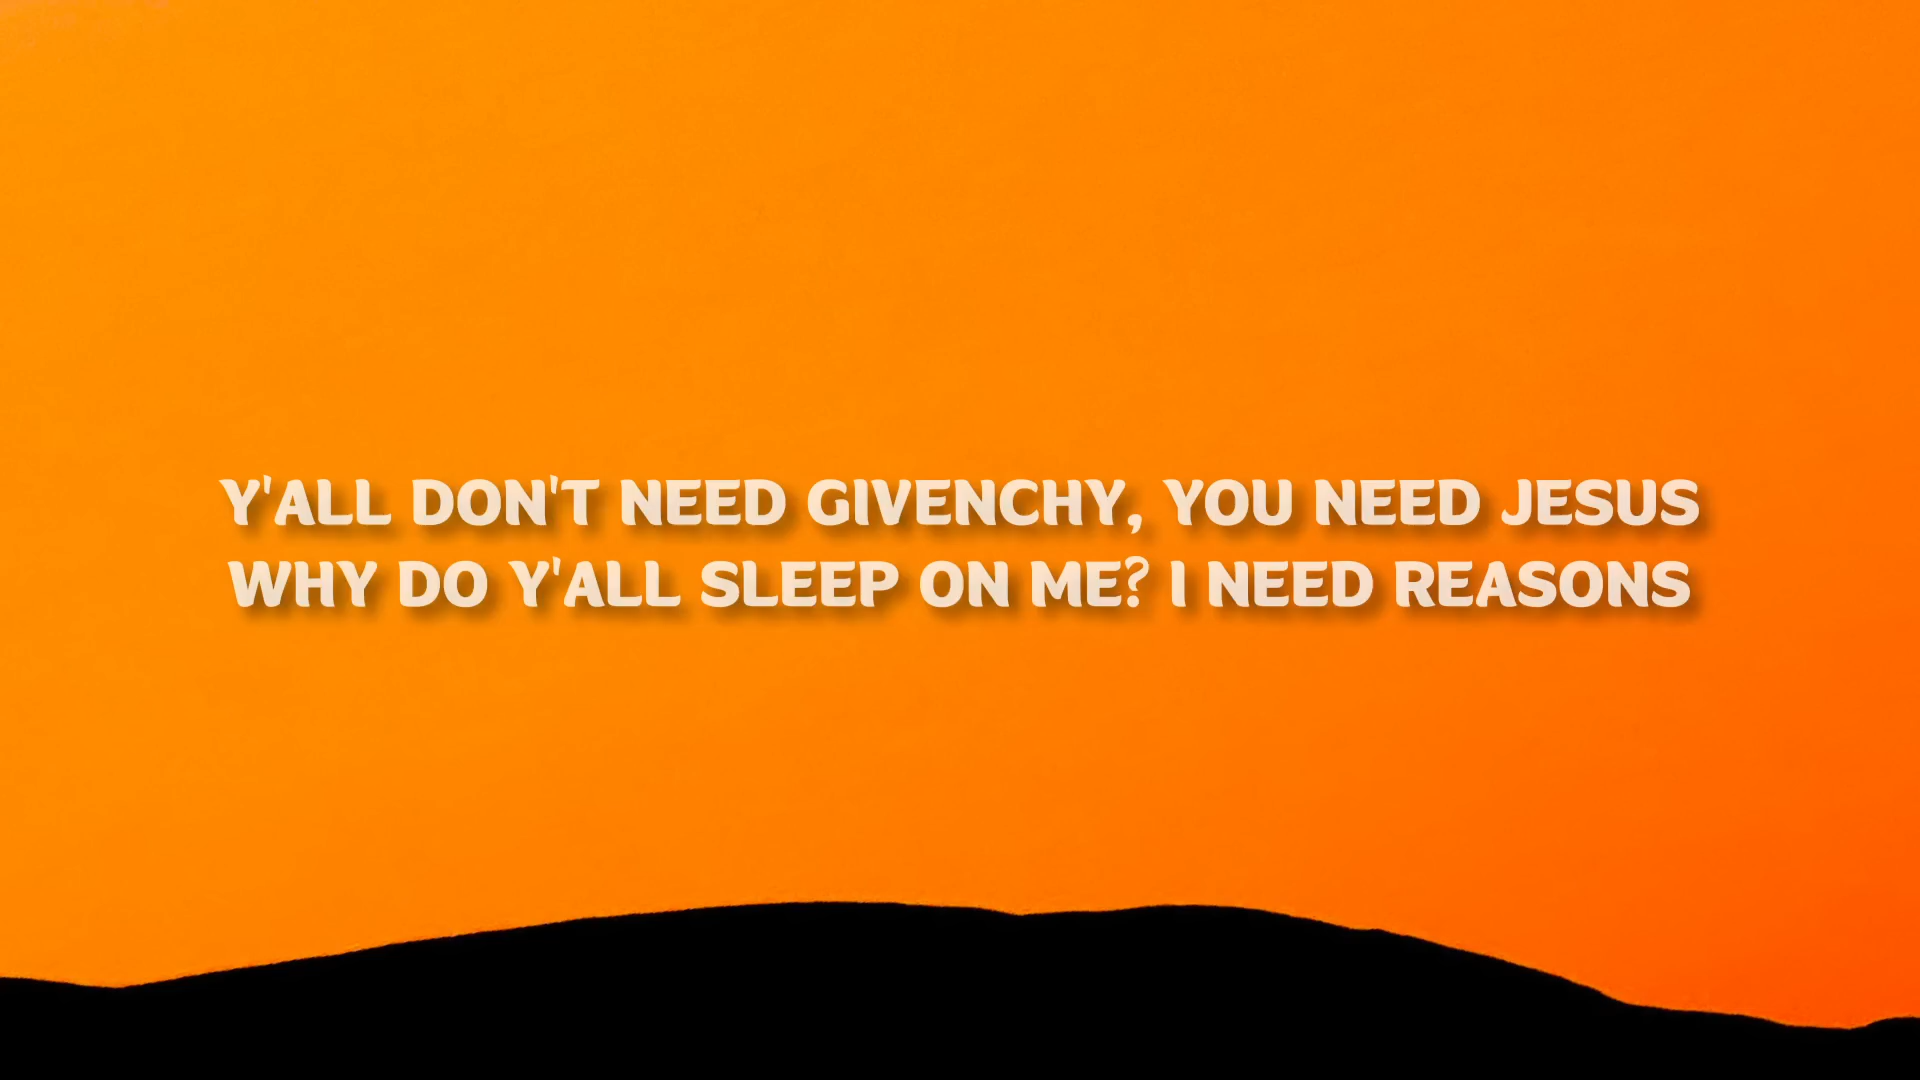 Y'ALL DON'T NEED GIVENCHY, YOU NEED JESUS
WHY DO Y'ALL SLEEP ON ME? I NEED REASONS